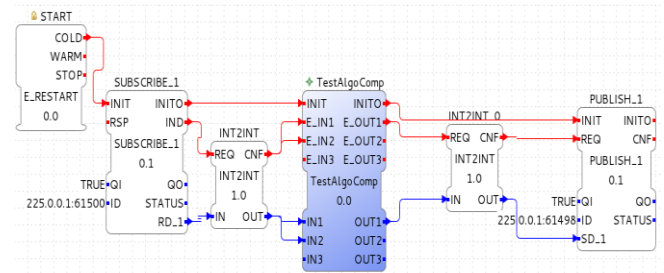 START
COLD
WARM
STOP
E_RESTART
0.0
SUBSCRIBE_1
INIT INITO
RSP IND
SUBSCRIBE_1
0.1
TRUE QI QO
225.0.0.1:61500 ID STATUS
RD_1
INT2INT
REQ CNF
INT2INT
1.0
IN OUT
TestAlgoComp
INIT INITO
E_IN1 E_OUT1
E_IN2 E_OUT2
E_IN3 E_OUT3
TestAlgoComp
0.0
IN1 OUT1
IN2 OUT2
IN3 OUT3
INT2INT_0
REQ CNF
INT2INT
1.0
IN OUT
PUBLISH_1
INIT INITO
REQ CNF
PUBLISH_1
0.1
TRUE QI QO
225.0.0.1:61498 ID STATUS
SD_1